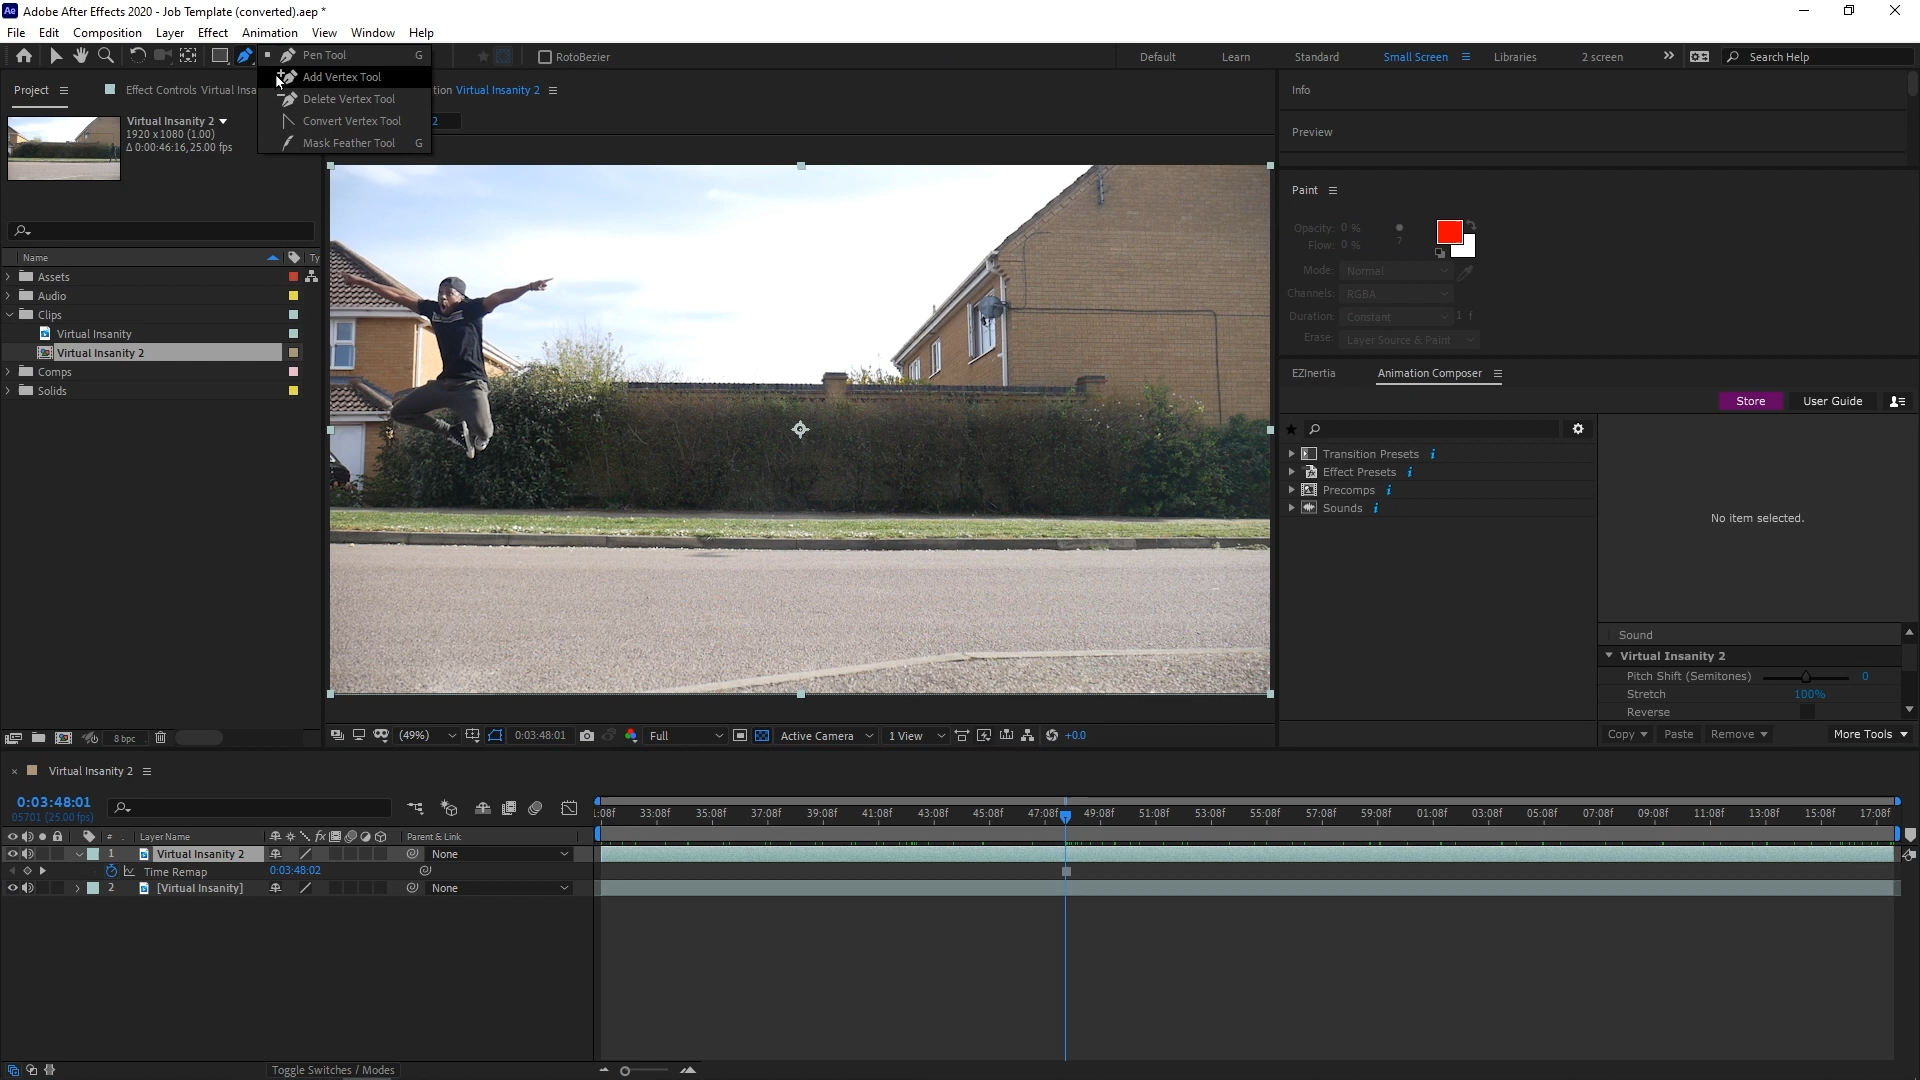 Ae Adobe After Effects 2020 - Job Template (converted).aep *
File Edit Composition Layer Effect Animation View Window Help
RotoBezier
Default Learn Standard Small Screen Libraries 2 screen Search Help
Pen Tool G
Add Vertex Tool
Delete Vertex Tool
Convert Vertex Tool
Mask Feather Tool G
Project Effect Controls Virtual Insa
tion Virtual Insanity 2
2
Virtual Insanity 2
1920 x 1080 (1.00)
Δ 0:00:46:16, 25.00 fps
Name Ty
Assets
Audio
Clips
Virtual Insanity
Virtual Insanity 2
Comps
Solids
8 bpc
(49%) 0:03:48:01 Full Active Camera 1 View +0.0
Info
Preview
Paint
Opacity: 0 %
Flow: 0 %
7
Mode: Normal
Channels: RGBA
Duration: Constant 1 f
Erase: Layer Source & Paint
EZInertia Animation Composer
Store User Guide
Transition Presets i
Effect Presets i
Precomps i
Sounds i
No item selected.
Sound
Virtual Insanity 2
Pitch Shift (Semitones) 0
Stretch 100%
Reverse
Copy Paste Remove More Tools
× Virtual Insanity 2
0:03:48:01
05701 (25.00 fps)
# . Layer Name fx Parent & Link
1 Virtual Insanity 2 None
Time Remap 0:03:48:02
2 [Virtual Insanity] None
1:08f 33:08f 35:08f 37:08f 39:08f 41:08f 43:08f 45:08f 47:08f 49:08f 51:08f 53:08f 55:08f 57:08f 59:08f 01:08f 03:08f 05:08f 07:08f 09:08f 11:08f 13:08f 15:08f 17:08f
Toggle Switches / Modes